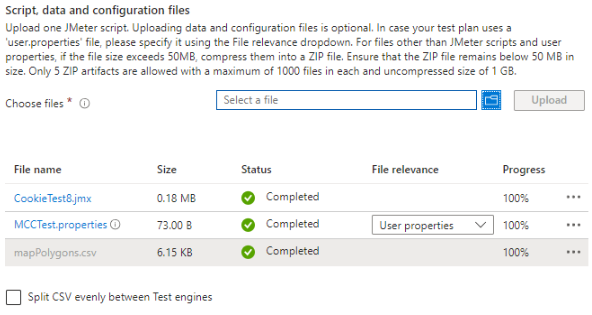 Script, data and configuration files
Upload one JMeter script. Uploading data and configuration files is optional. In case your test plan uses a
'user.properties' file, please specify it using the File relevance dropdown. For files other than JMeter scripts and user
properties, if the file size exceeds 50MB, compress them into a ZIP file. Ensure that the ZIP file remains below 50 MB in
size. Only 5 ZIP artifacts are allowed with a maximum of 1000 files in each and uncompressed size of 1 GB.
Choose files * Select a file Upload
File name Size Status File relevance Progress
CookieTest8.jmx 0.18 MB Completed 100%
MCCTest.properties 73.00 B Completed User properties 100%
mapPolygons.csv 6.15 KB Completed 100%
Split CSV evenly between Test engines